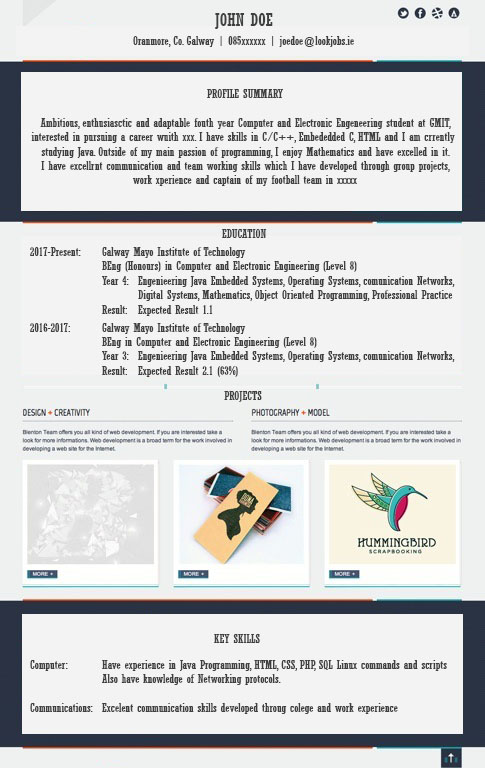 JOHN DOE
Oranmore, Co. Galway | 085xxxxxx | joedoe@lookjobs.ie
PROFILE SUMMARY
Ambitious, enthusiasctic and adaptable fouth year Computer and Electronic Engeneering student at GMIT,
interested in pursuing a career wuith xxx. I have skills in C/C++, Embededded C, HTML and I am crrently
studying Java. Outside of my main passion of programming, I enjoy Mathematics and have excelled in it.
I have excellrnt communication and team working skills which I have developed through group projects,
work xperience and captain of my football team in xxxxx
EDUCATION
2017-Present: Galway Mayo Institute of Technology
BEng (Honours) in Computer and Electronic Engineering (Level 8)
Year 4: Engenieering Java Embedded Systems, Operating Systems, comunication Networks,
Digital Systems, Mathematics, Object Oriented Programming, Professional Practice
Result: Expected Result 1.1
2016-2017: Galway Mayo Institute of Technology
BEng in Computer and Electronic Engineering (Level 8)
Year 3: Engenieering Java Embedded Systems, Operating Systems, comunication Networks,
Result: Expected Result 2.1 (63%)
PROJECTS
DESIGN + CREATIVITY
Blenton Team offers you all kind of web development. If you are interested take a
look for more informations. Web development is a broad term for the work involved in
developing a web site for the Internet.
PHOTOGRAPHY + MODEL
Blenton Team offers you all kind of web development. If you are interested take a
look for more informations. Web development is a broad term for the work involved in
developing a web site for the Internet.
HUMMINGBIRD
SCRAPBOOKING
MORE +
MORE +
MORE +
KEY SKILLS
Computer: Have experience in Java Programming, HTML, CSS, PHP, SQL Linux commands and scripts
Also have knowledge of Networking protocols.
Communications: Excelent communication skills developed throug colege and work experience